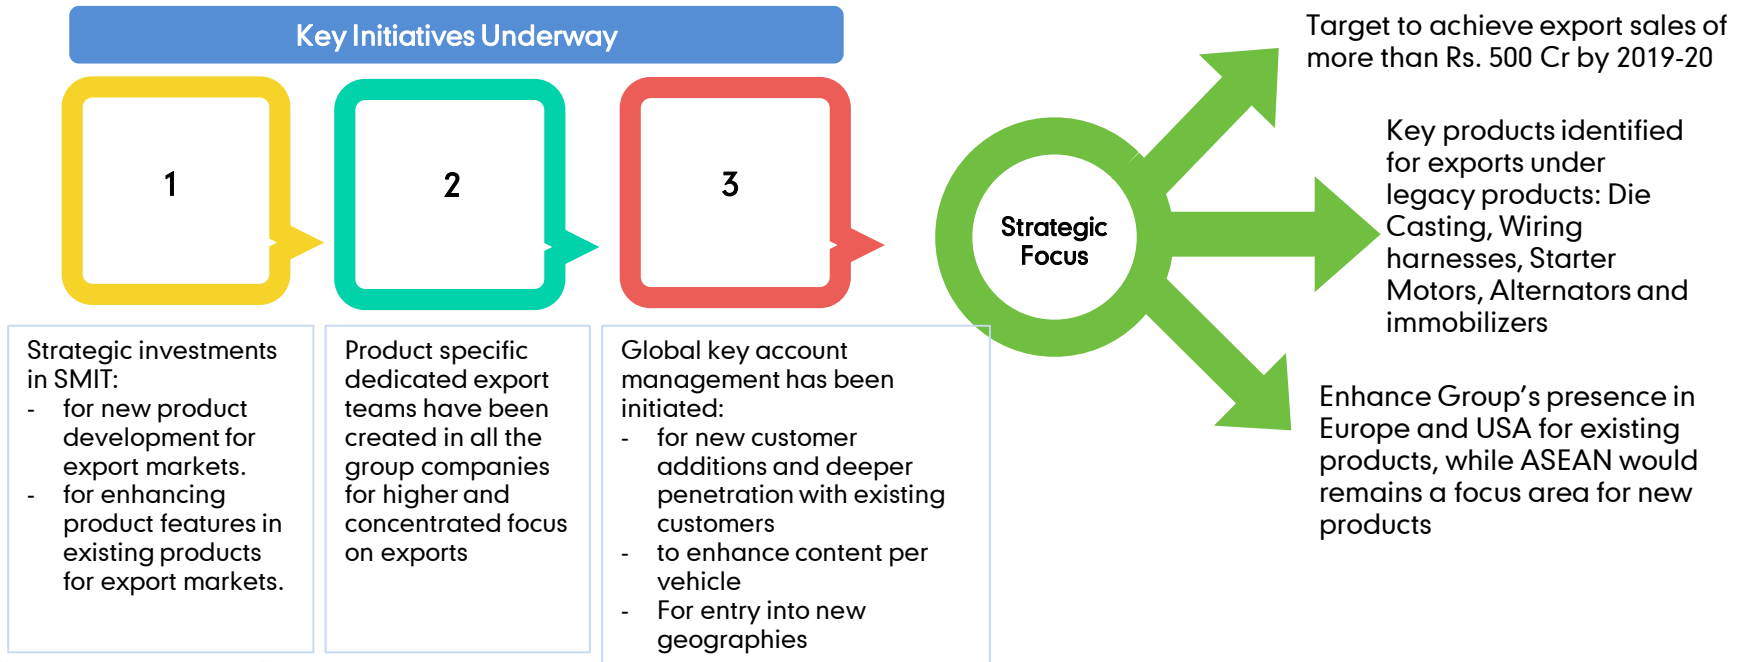 Key Initiatives Underway
1
2
3
Strategic investments
in SMIT:
- for new product
development for
export markets.
- for enhancing
product features in
existing products
for export markets.
Product specific
dedicated export
teams have been
created in all the
group companies
for higher and
concentrated focus
on exports
Global key account
management has been
initiated:
- for new customer
additions and deeper
penetration with existing
customers
- to enhance content per
vehicle
- For entry into new
geographies
Strategic
Focus
Target to achieve export sales of
more than Rs. 500 Cr by 2019-20
Key products identified
for exports under
legacy products: Die
Casting, Wiring
harnesses, Starter
Motors, Alternators and
immobilizers
Enhance Group’s presence in
Europe and USA for existing
products, while ASEAN would
remains a focus area for new
products